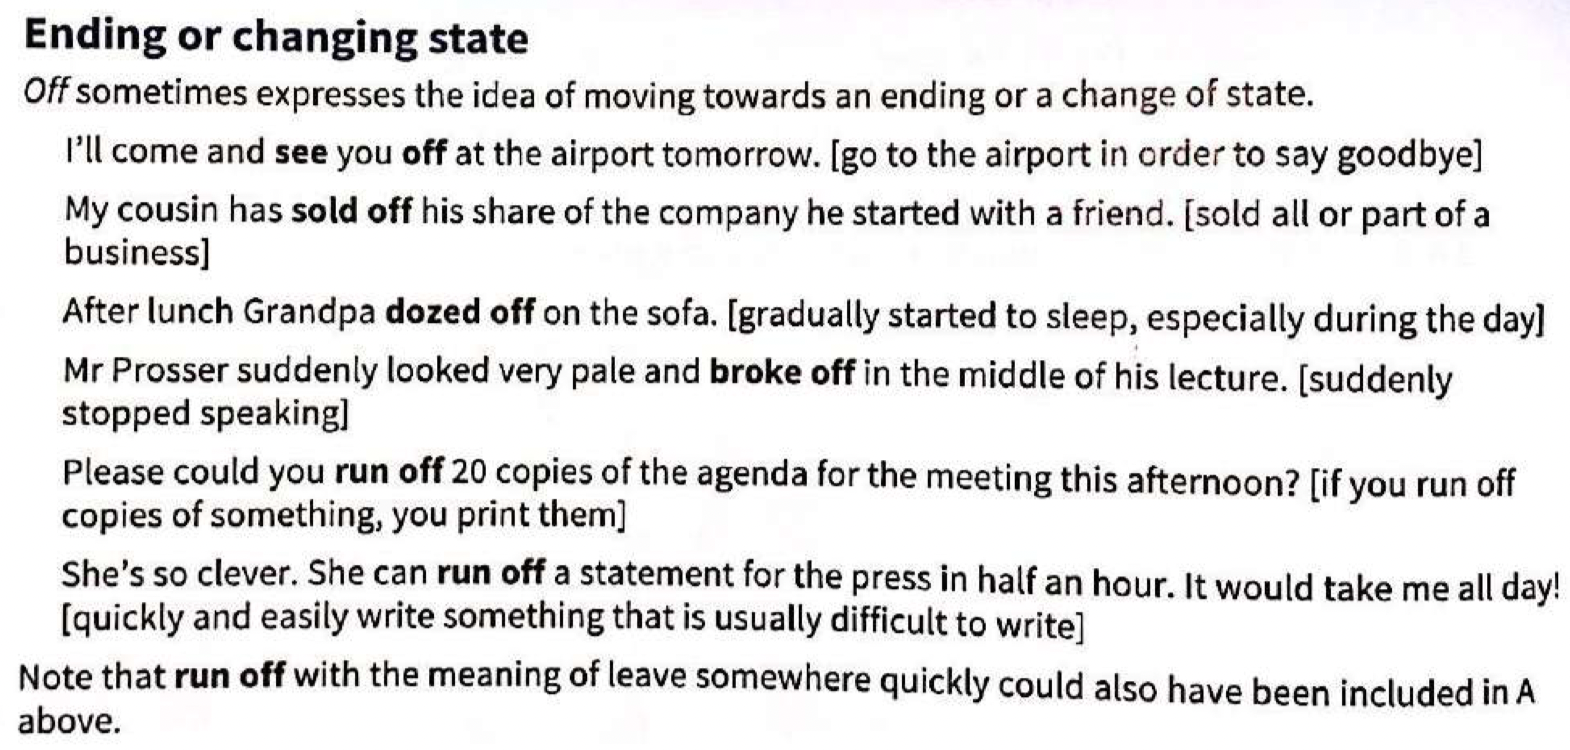 Ending or changing state
Off sometimes expresses the idea of moving towards an ending or a change of state.
I'll come and see you off at the airport tomorrow. [go to the airport in order to say goodbye]
My cousin has sold off his share of the company he started with a friend. [sold all or part of a
business]
After lunch Grandpa dozed off on the sofa. [gradually started to sleep, especially during the day]
Mr Prosser suddenly looked very pale and broke off in the middle of his lecture. [suddenly
stopped speaking]
Please could you run off 20 copies of the agenda for the meeting this afternoon? [if you run off
copies of something, you print them]
She's so clever. She can run off a statement for the press in half an hour. It would take me all day!
[quickly and easily write something that is usually difficult to write]
Note that run off with the meaning of leave somewhere quickly could also have been included in A
above.